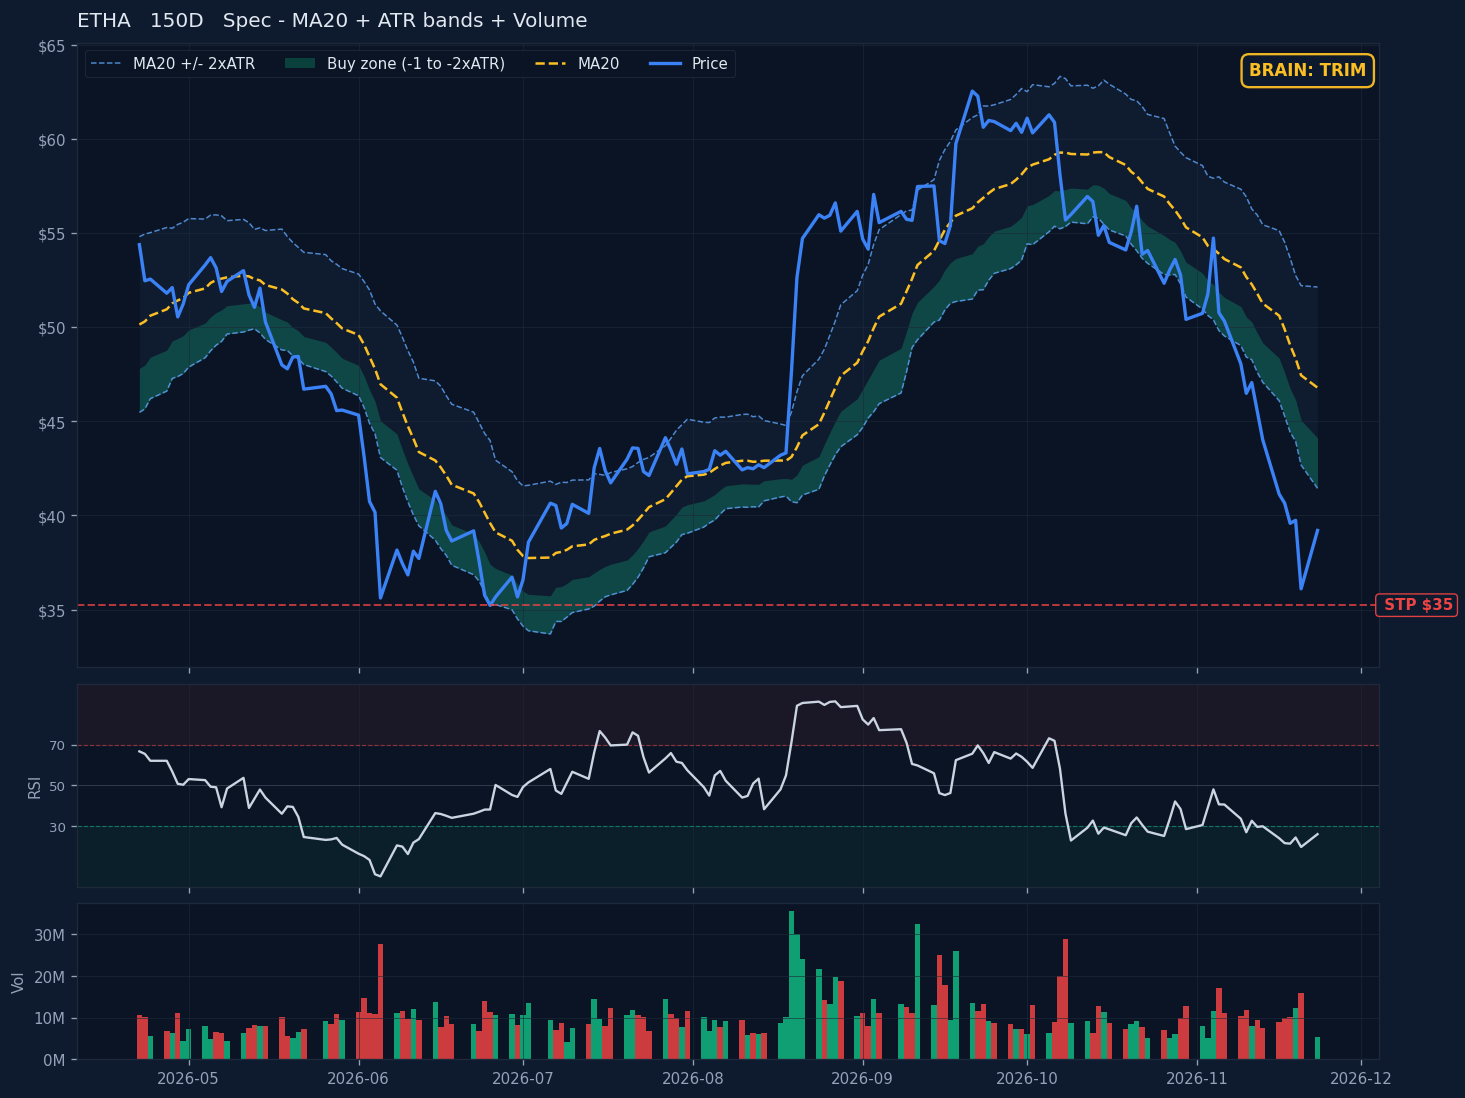 ETHA   150D   Spec - MA20 + ATR bands + Volume
MA20 +/- 2xATR
Buy zone (-1 to -2xATR)
MA20
Price
BRAIN: TRIM
$65
$60
$55
$50
$45
$40
$35
STP $35
RSI
70
50
30
Vol
30M
20M
10M
0M
2026-05
2026-06
2026-07
2026-08
2026-09
2026-10
2026-11
2026-12